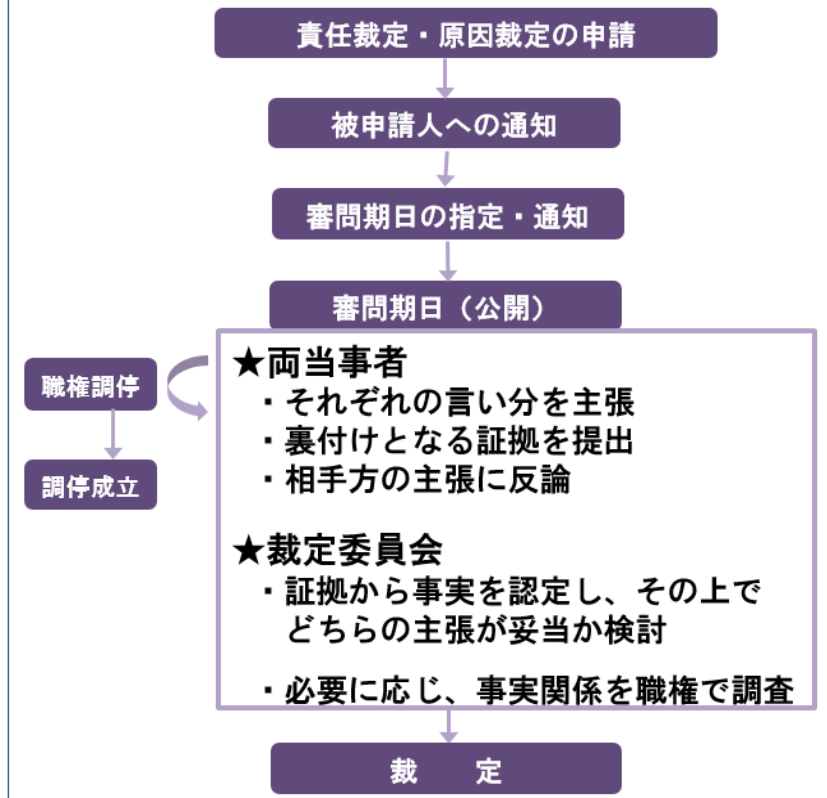 責任裁定・原因裁定の申請
被申請人への通知
審問期日の指定・通知
審問期日（公開）
職権調停
調停成立
★両当事者
・それぞれの言い分を主張
・裏付けとなる証拠を提出
・相手方の主張に反論
★裁定委員会
・証拠から事実を認定し、その上で
どちらの主張が妥当か検討
・必要に応じ、事実関係を職権で調査
裁　　定